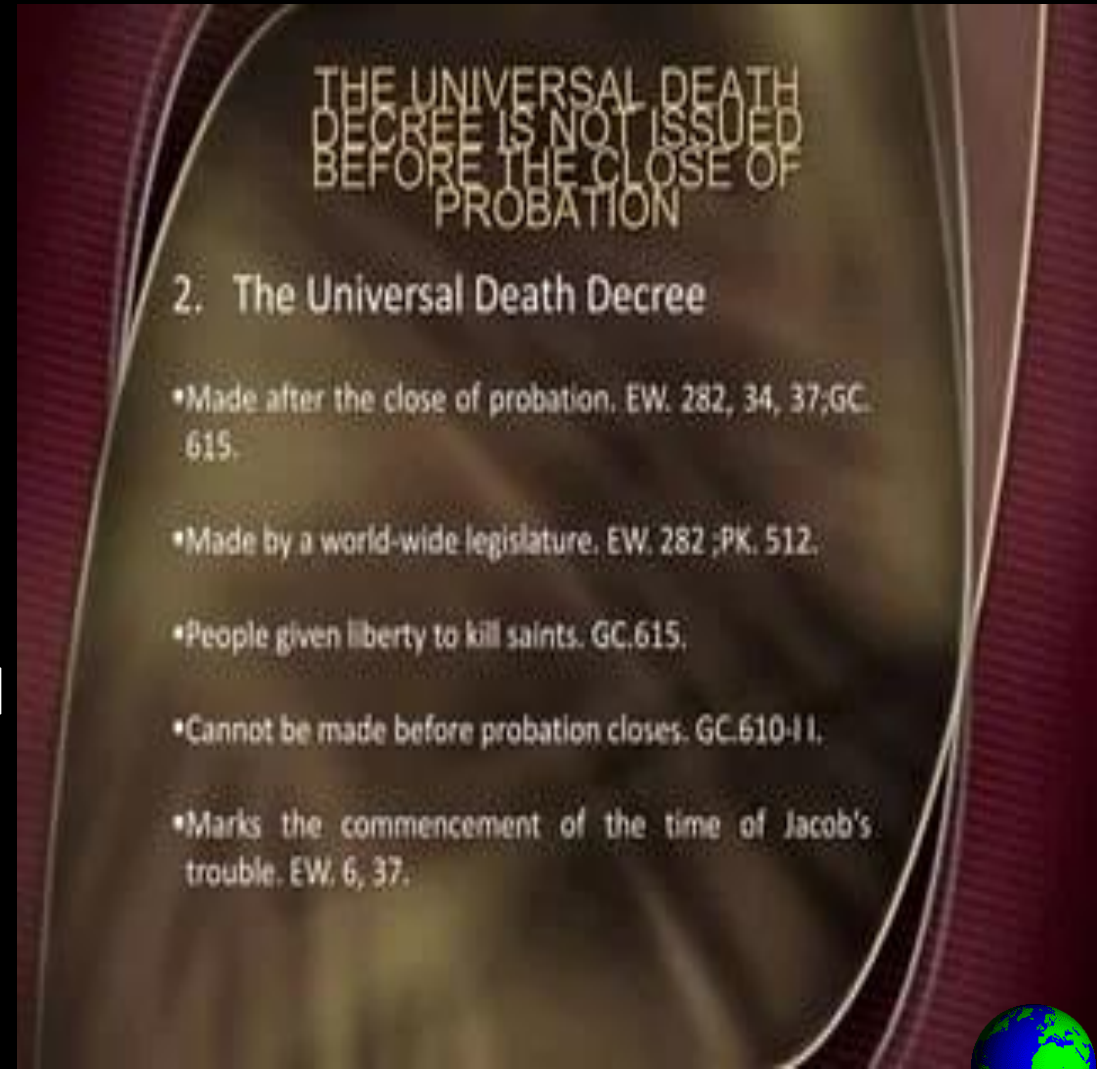 THE UNIVERSAL DEATH
DECREE IS NOT ISSUED
BEFORE THE CLOSE OF
PROBATION
2. The Universal Death Decree
•Made after the close of probation. EW. 282, 34, 37;GC.
615.
•Made by a world-wide legislature. EW. 282 ;PK. 512.
•People given liberty to kill saints. GC.615.
•Cannot be made before probation closes. GC.610-I I.
•Marks the commencement of the time of Jacob's
trouble. EW. 6, 37.